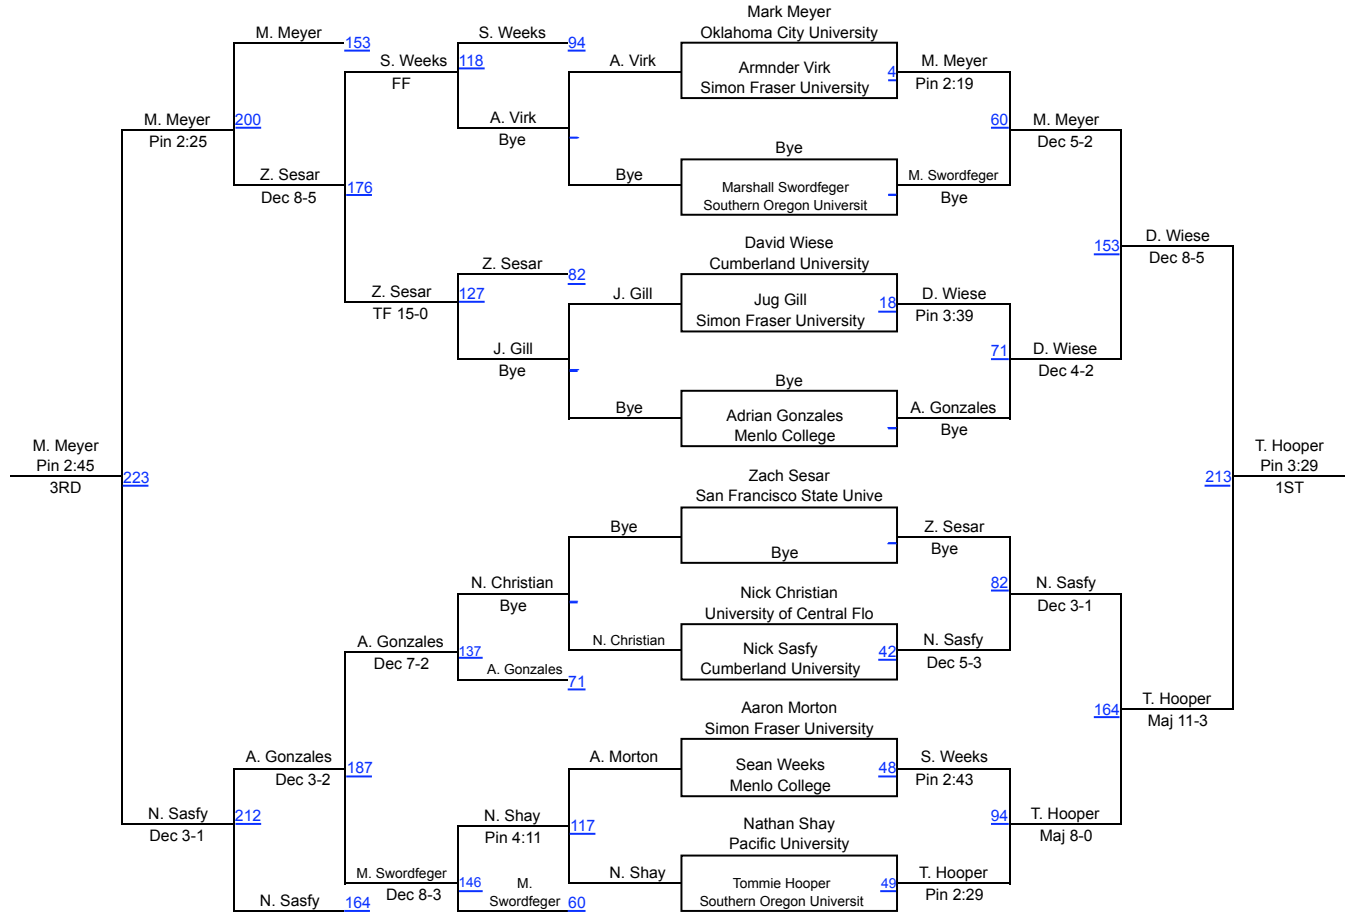 Mark Meyer
Oklahoma City University
M. Meyer
153
S. Weeks
94
S. Weeks
FF
118
A. Virk
Armnder Virk
Simon Fraser University
4
M. Meyer
Pin 2:19
M. Meyer
Pin 2:25
200
A. Virk
Bye
60
M. Meyer
Dec 5-2
Bye
Z. Sesar
Dec 8-5
176
Bye
Marshall Swordfeger
Southern Oregon Universit
M. Swordfeger
Bye
David Wiese
Cumberland University
153
D. Wiese
Dec 8-5
Z. Sesar
82
Z. Sesar
TF 15-0
127
J. Gill
Jug Gill
Simon Fraser University
18
D. Wiese
Pin 3:39
J. Gill
Bye
71
D. Wiese
Dec 4-2
Bye
Bye
Adrian Gonzales
Menlo College
A. Gonzales
Bye
M. Meyer
Pin 2:45
3RD
223
T. Hooper
Pin 3:29
1ST
213
Zach Sesar
San Francisco State Unive
Bye
Bye
Z. Sesar
Bye
N. Christian
Bye
Nick Christian
University of Central Flo
82
N. Sasfy
Dec 3-1
A. Gonzales
Dec 7-2
137
N. Christian
Nick Sasfy
Cumberland University
42
N. Sasfy
Dec 5-3
A. Gonzales
71
Aaron Morton
Simon Fraser University
164
T. Hooper
Maj 11-3
A. Gonzales
Dec 3-2
187
A. Morton
Sean Weeks
Menlo College
48
S. Weeks
Pin 2:43
N. Sasfy
Dec 3-1
212
N. Shay
Pin 4:11
117
Nathan Shay
Pacific University
94
T. Hooper
Maj 8-0
M. Swordfeger
Dec 8-3
146
N. Shay
Tommie Hooper
Southern Oregon Universit
49
T. Hooper
Pin 2:29
N. Sasfy
164
M.
Swordfeger
60